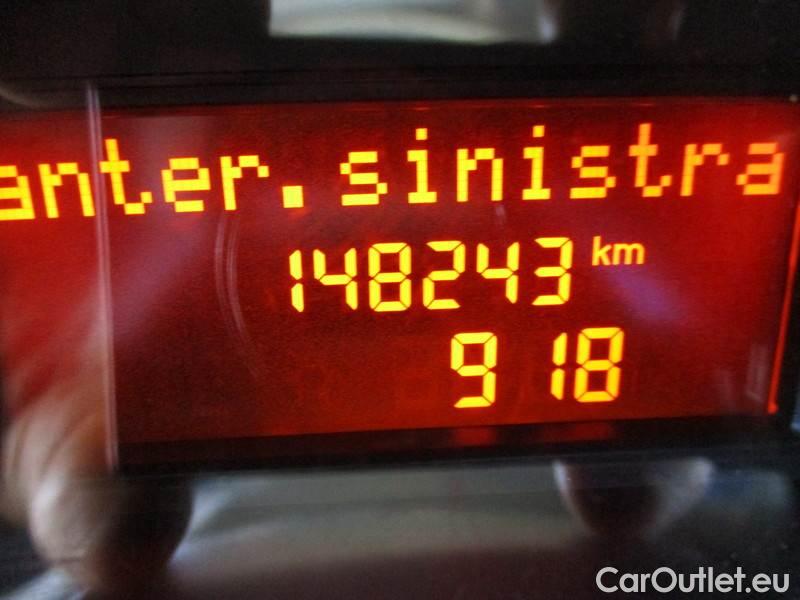 anter.sinistra
148243 km
9 18
CarOutlet.eu